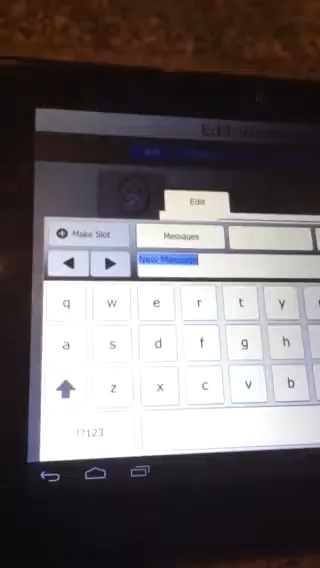 Edit
Edit
Make Slot
Messages
New Message
q w e r t y
a s d f g h
z x c v b
!?123